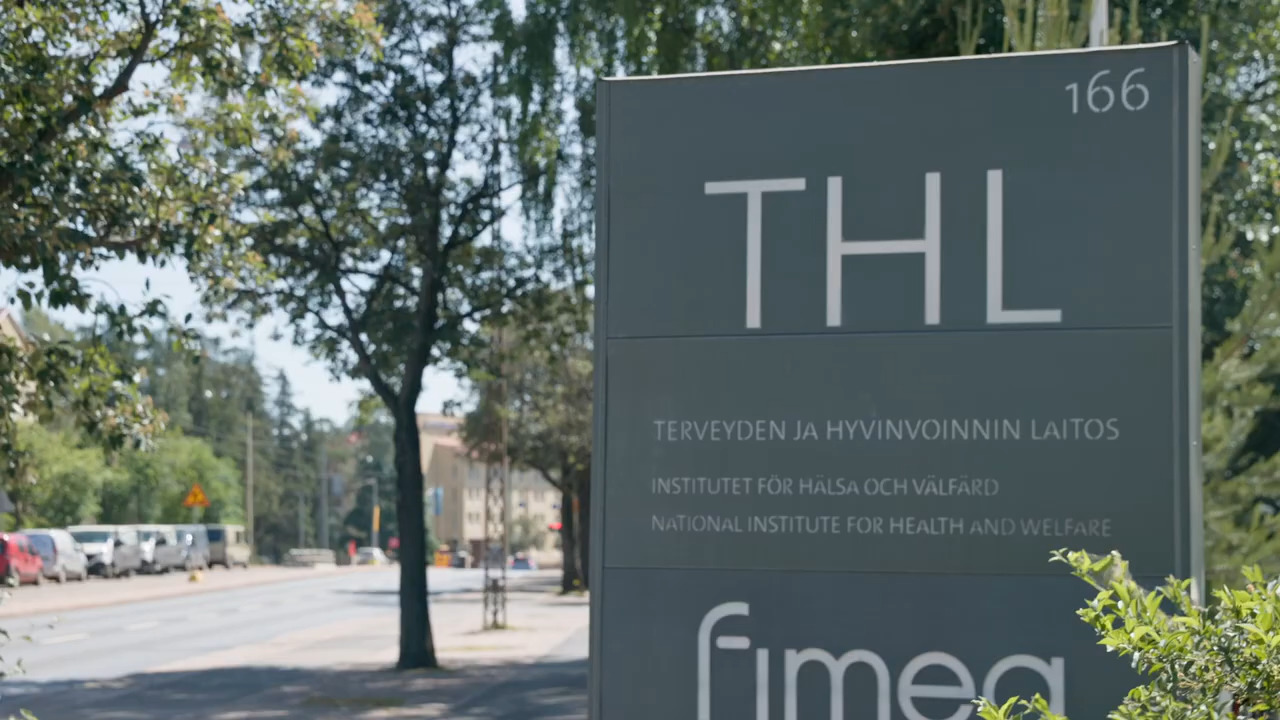 166
THL
TERVEYDEN JA HYVINVOINNIN LAITOS
INSTITUTET FÖR HÄLSA OCH VÄLFÄRD
NATIONAL INSTITUTE FOR HEALTH AND WELFARE
fimea